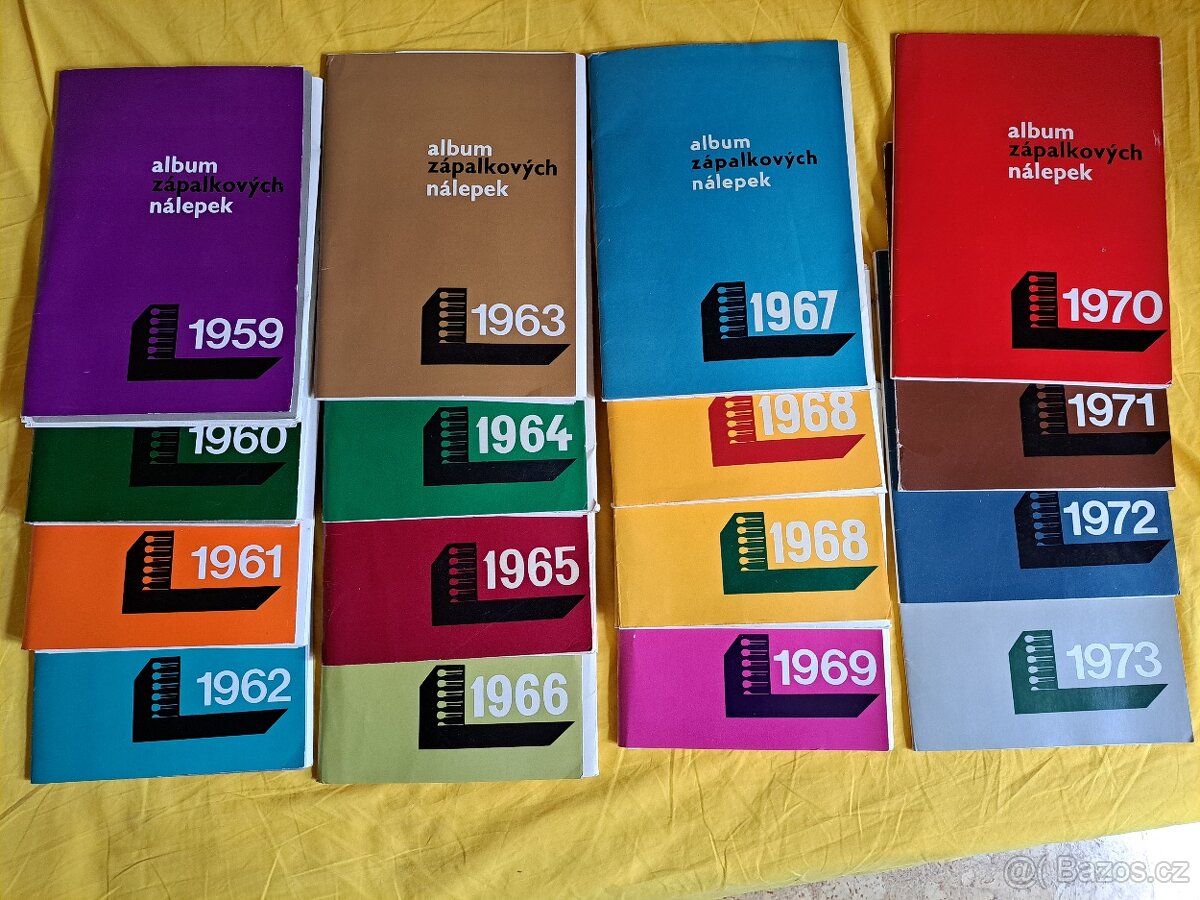 album
zápalkových
nálepek
1959
1960
1961
1962
album
zápalkových
nálepek
1963
1964
1965
1966
album
zápalkových
nálepek
1967
1968
1968
1969
album
zápalkových
nálepek
1970
1971
1972
1973
@( Bazos.cz